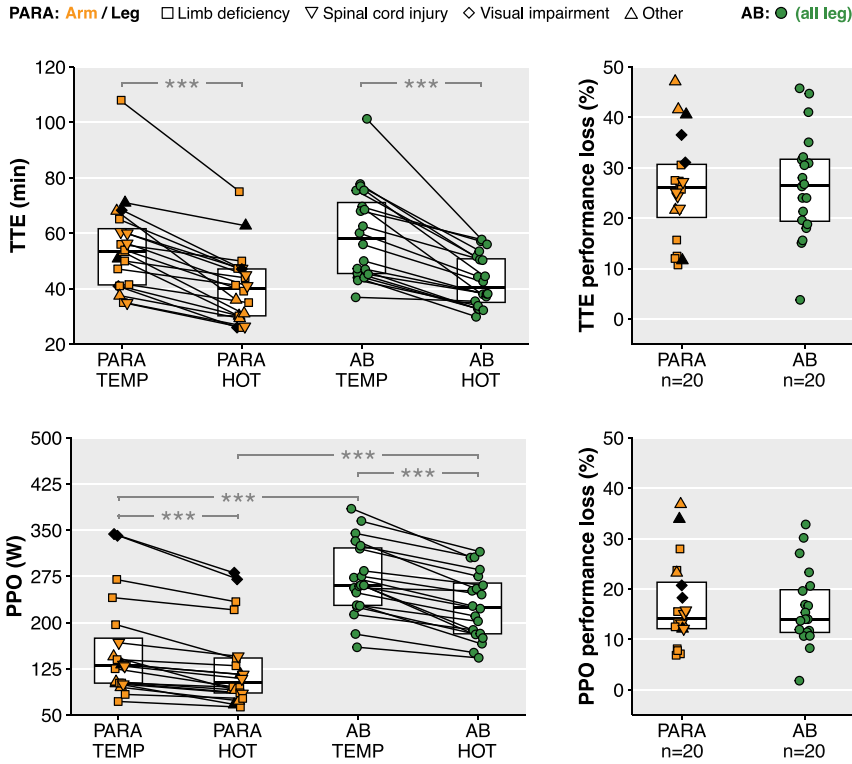 PARA: Arm / Leg Limb deficiency Spinal cord injury Visual impairment Other AB: (all leg)
TTE (min)
120
100
80
60
40
20
***
***
PARA TEMP
PARA HOT
AB TEMP
AB HOT
TTE performance loss (%)
50
40
30
20
10
0
PARA n=20
AB n=20
PPO (W)
500
425
350
275
200
125
50
***
***
***
***
PARA TEMP
PARA HOT
AB TEMP
AB HOT
PPO performance loss (%)
50
40
30
20
10
0
PARA n=20
AB n=20